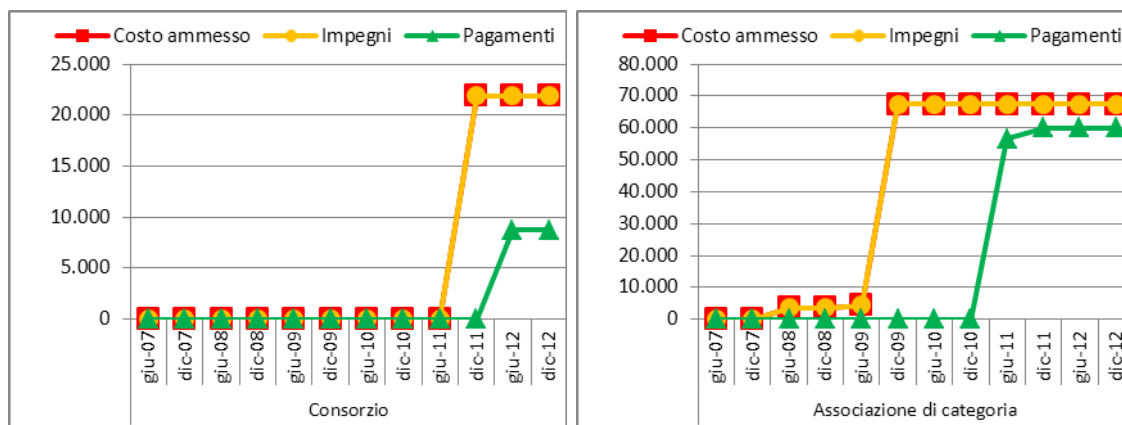 Costo ammesso Impegni Pagamenti
25.000
20.000
15.000
10.000
5.000
0
giu-07 dic-07 giu-08 dic-08 giu-09 dic-09 giu-10 dic-10 giu-11 dic-11 giu-12 dic-12
Consorzio
Costo ammesso Impegni Pagamenti
80.000
70.000
60.000
50.000
40.000
30.000
20.000
10.000
0
giu-07 dic-07 giu-08 dic-08 giu-09 dic-09 giu-10 dic-10 giu-11 dic-11 giu-12 dic-12
Associazione di categoria